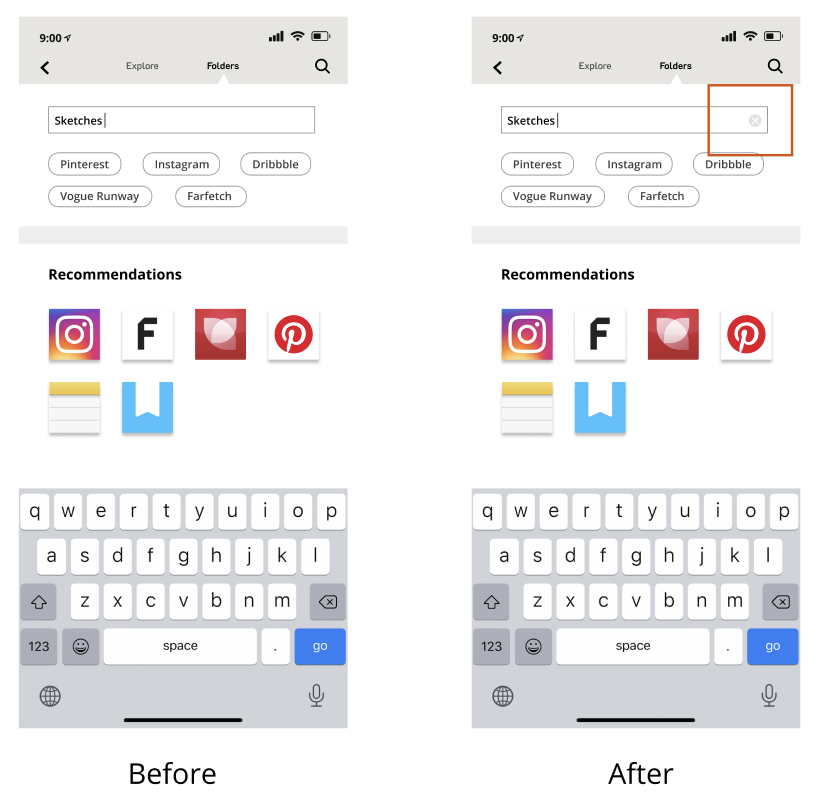 9:00
Explore Folders
Sketches
Pinterest Instagram Dribbble
Vogue Runway Farfetch
Recommendations
F
q w e r t y u i o p
a s d f g h j k l
z x c v b n m
123 space . go
Before
9:00
Explore Folders
Sketches
Pinterest Instagram Dribbble
Vogue Runway Farfetch
Recommendations
F
q w e r t y u i o p
a s d f g h j k l
z x c v b n m
123 space . go
After